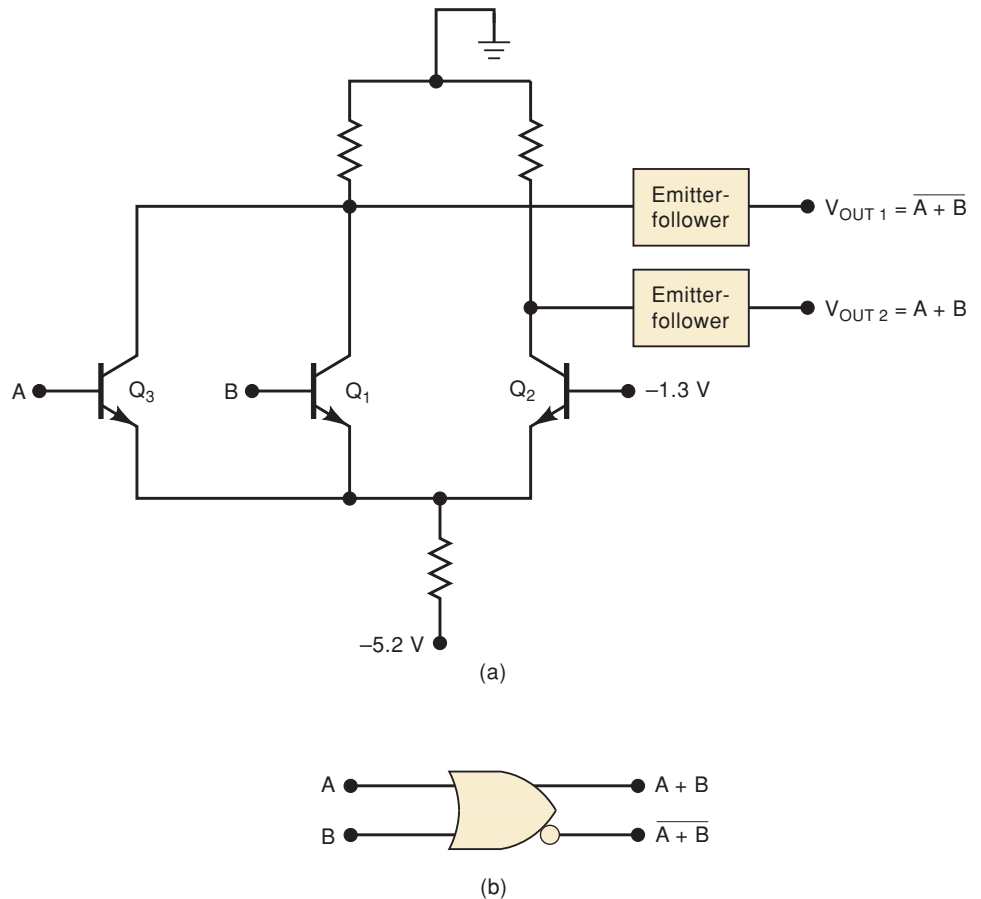 Emitter-
follower
V_OUT 1 = A̅ ̅+̅ ̅B̅
Emitter-
follower
V_OUT 2 = A + B
A
Q3
B
Q1
Q2
–1.3 V
–5.2 V
(a)
A
A + B
B
A̅ ̅+̅ ̅B̅
(b)